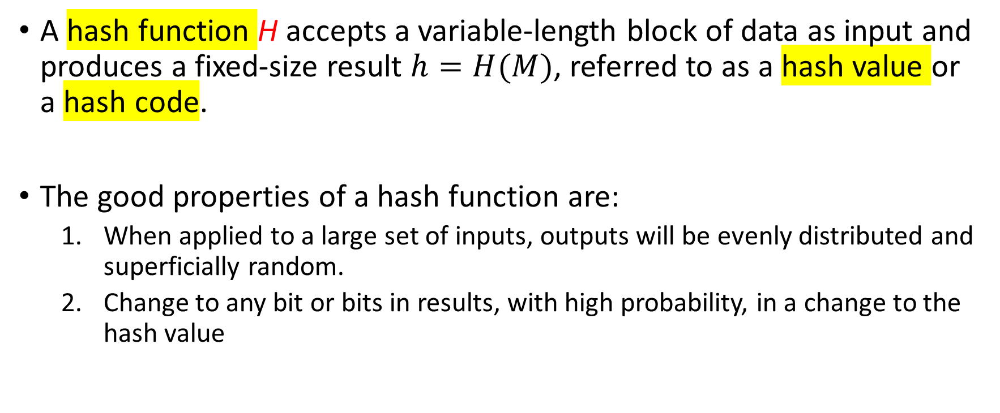 • A hash function H accepts a variable-length block of data as input and
produces a fixed-size result h = H(M), referred to as a hash value or
a hash code.
• The good properties of a hash function are:
1. When applied to a large set of inputs, outputs will be evenly distributed and
superficially random.
2. Change to any bit or bits in results, with high probability, in a change to the
hash value